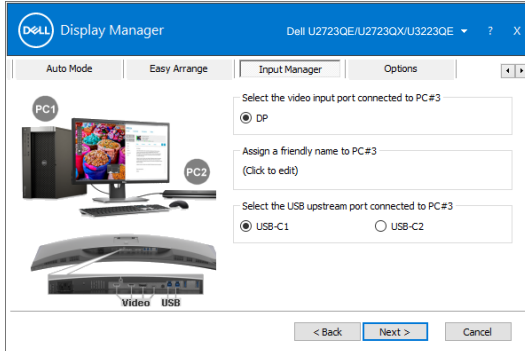 DELL Display Manager Dell U2723QE/U2723QX/U3223QE ? X
Auto Mode Easy Arrange Input Manager Options
Select the video input port connected to PC#3
DP
Assign a friendly name to PC#3
(Click to edit)
Select the USB upstream port connected to PC#3
USB-C1 USB-C2
PC1
PC2
Video USB
< Back Next > Cancel